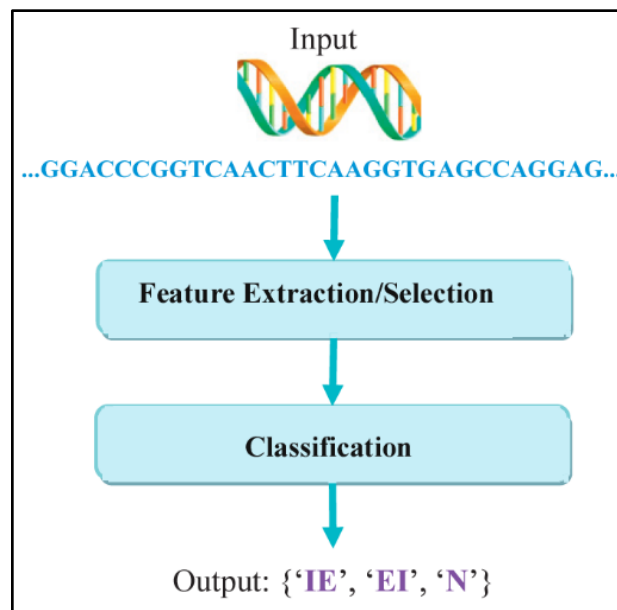 Input
...GGACCCGGTCAACTTCAAGGTGAGCCAGGAG...
Feature Extraction/Selection
Classification
Output: {‘IE’, ‘EI’, ‘N’}